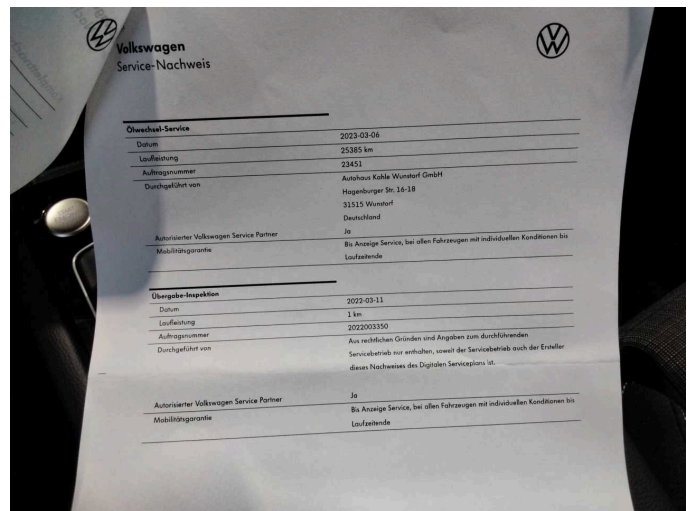 Volkswagen
Service-Nachweis
Ölwechsel-Service
Datum 2023-03-06
Laufleistung 25385 km
Auftragsnummer 23451
Durchgeführt von Autohaus Kahle Wunstorf GmbH
Hagenburger Str. 16-18
31515 Wunstorf
Deutschland
Autorisierter Volkswagen Service Partner Ja
Mobilitätsgarantie Bis Anzeige Service, bei allen Fahrzeugen mit individuellen Konditionen bis
Laufzeitende
Übergabe-Inspektion
Datum 2022-03-11
Laufleistung 1 km
Auftragsnummer 2022003350
Durchgeführt von Aus rechtlichen Gründen sind Angaben zum durchführenden
Servicebetrieb nur enthalten, soweit der Servicebetrieb auch der Ersteller
dieses Nachweises des Digitalen Serviceplans ist.
Autorisierter Volkswagen Service Partner Ja
Mobilitätsgarantie Bis Anzeige Service, bei allen Fahrzeugen mit individuellen Konditionen bis
Laufzeitende